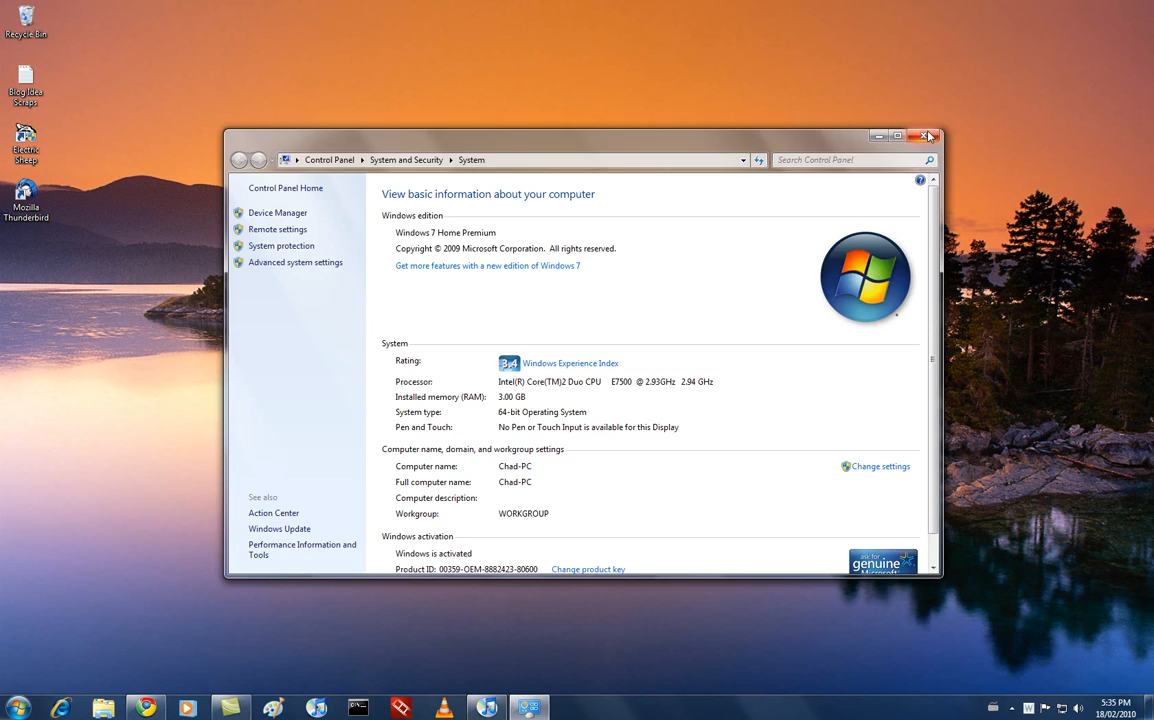 Recycle Bin
Blog Idea
Scraps
Electric
Sheep
Mozilla
Thunderbird
Control Panel
System and Security
System
Search Control Panel
Control Panel Home
Device Manager
Remote settings
System protection
Advanced system settings
See also
Action Center
Windows Update
Performance Information and
Tools
View basic information about your computer
Windows edition
Windows 7 Home Premium
Copyright © 2009 Microsoft Corporation. All rights reserved.
Get more features with a new edition of Windows 7
System
Rating: 3,4 Windows Experience Index
Processor: Intel(R) Core(TM)2 Duo CPU E7500 @ 2.93GHz 2.94 GHz
Installed memory (RAM): 3.00 GB
System type: 64-bit Operating System
Pen and Touch: No Pen or Touch Input is available for this Display
Computer name, domain, and workgroup settings
Computer name: Chad-PC
Change settings
Full computer name: Chad-PC
Computer description:
Workgroup: WORKGROUP
Windows activation
Windows is activated
Product ID: 00359-OEM-8882423-80600 Change product key
ask for
genuine
Microsoft
W
5:35 PM
18/02/2010